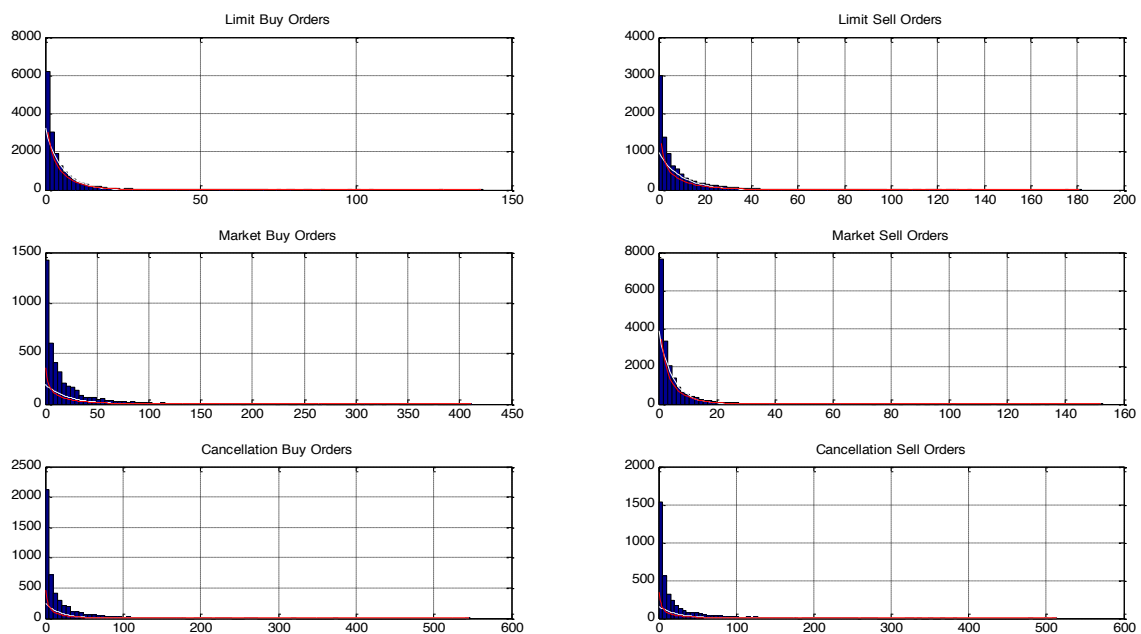 Limit Buy Orders
8000
6000
4000
2000
0
0 50 100 150
Limit Sell Orders
4000
3000
2000
1000
0
0 20 40 60 80 100 120 140 160 180 200
Market Buy Orders
1500
1000
500
0
0 50 100 150 200 250 300 350 400 450
Market Sell Orders
8000
6000
4000
2000
0
0 20 40 60 80 100 120 140 160
Cancellation Buy Orders
2500
2000
1500
1000
500
0
0 100 200 300 400 500 600
Cancellation Sell Orders
2000
1500
1000
500
0
0 100 200 300 400 500 600